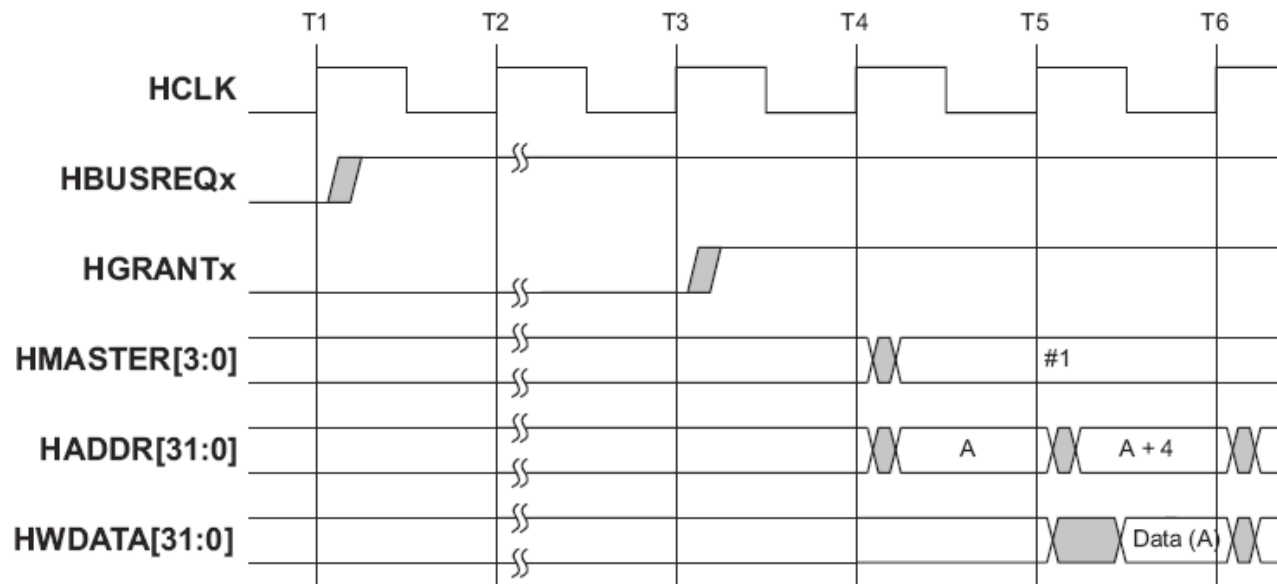 T1 T2 T3 T4 T5 T6
HCLK
HBUSREQx
HGRANTx
HMASTER[3:0] #1
HADDR[31:0] A A + 4
HWDATA[31:0] Data (A)